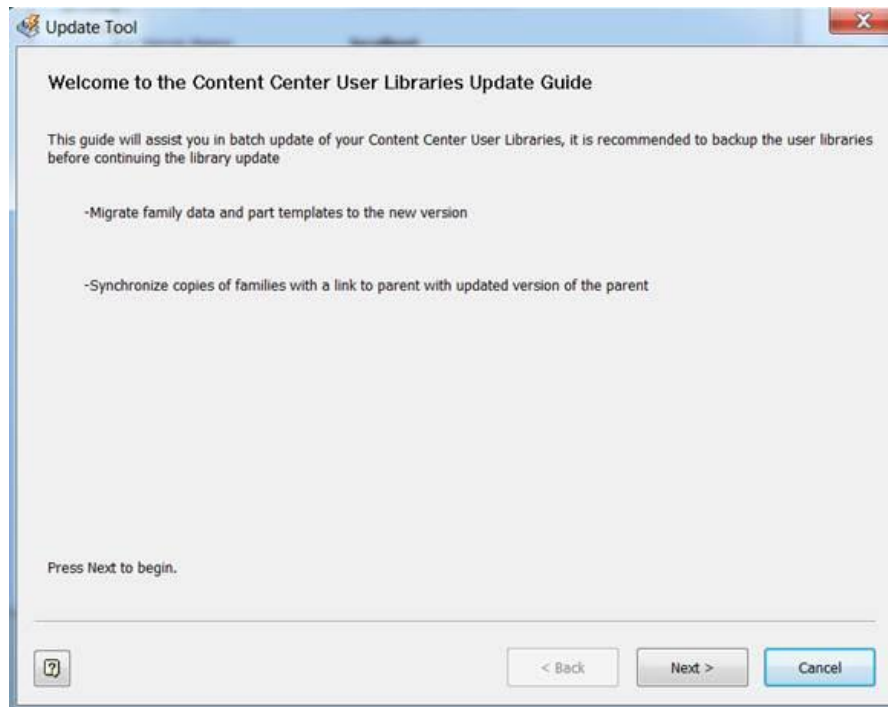 Update Tool
Welcome to the Content Center User Libraries Update Guide
This guide will assist you in batch update of your Content Center User Libraries, it is recommended to backup the user libraries
before continuing the library update
-Migrate family data and part templates to the new version
-Synchronize copies of families with a link to parent with updated version of the parent
Press Next to begin.
< Back
Next >
Cancel